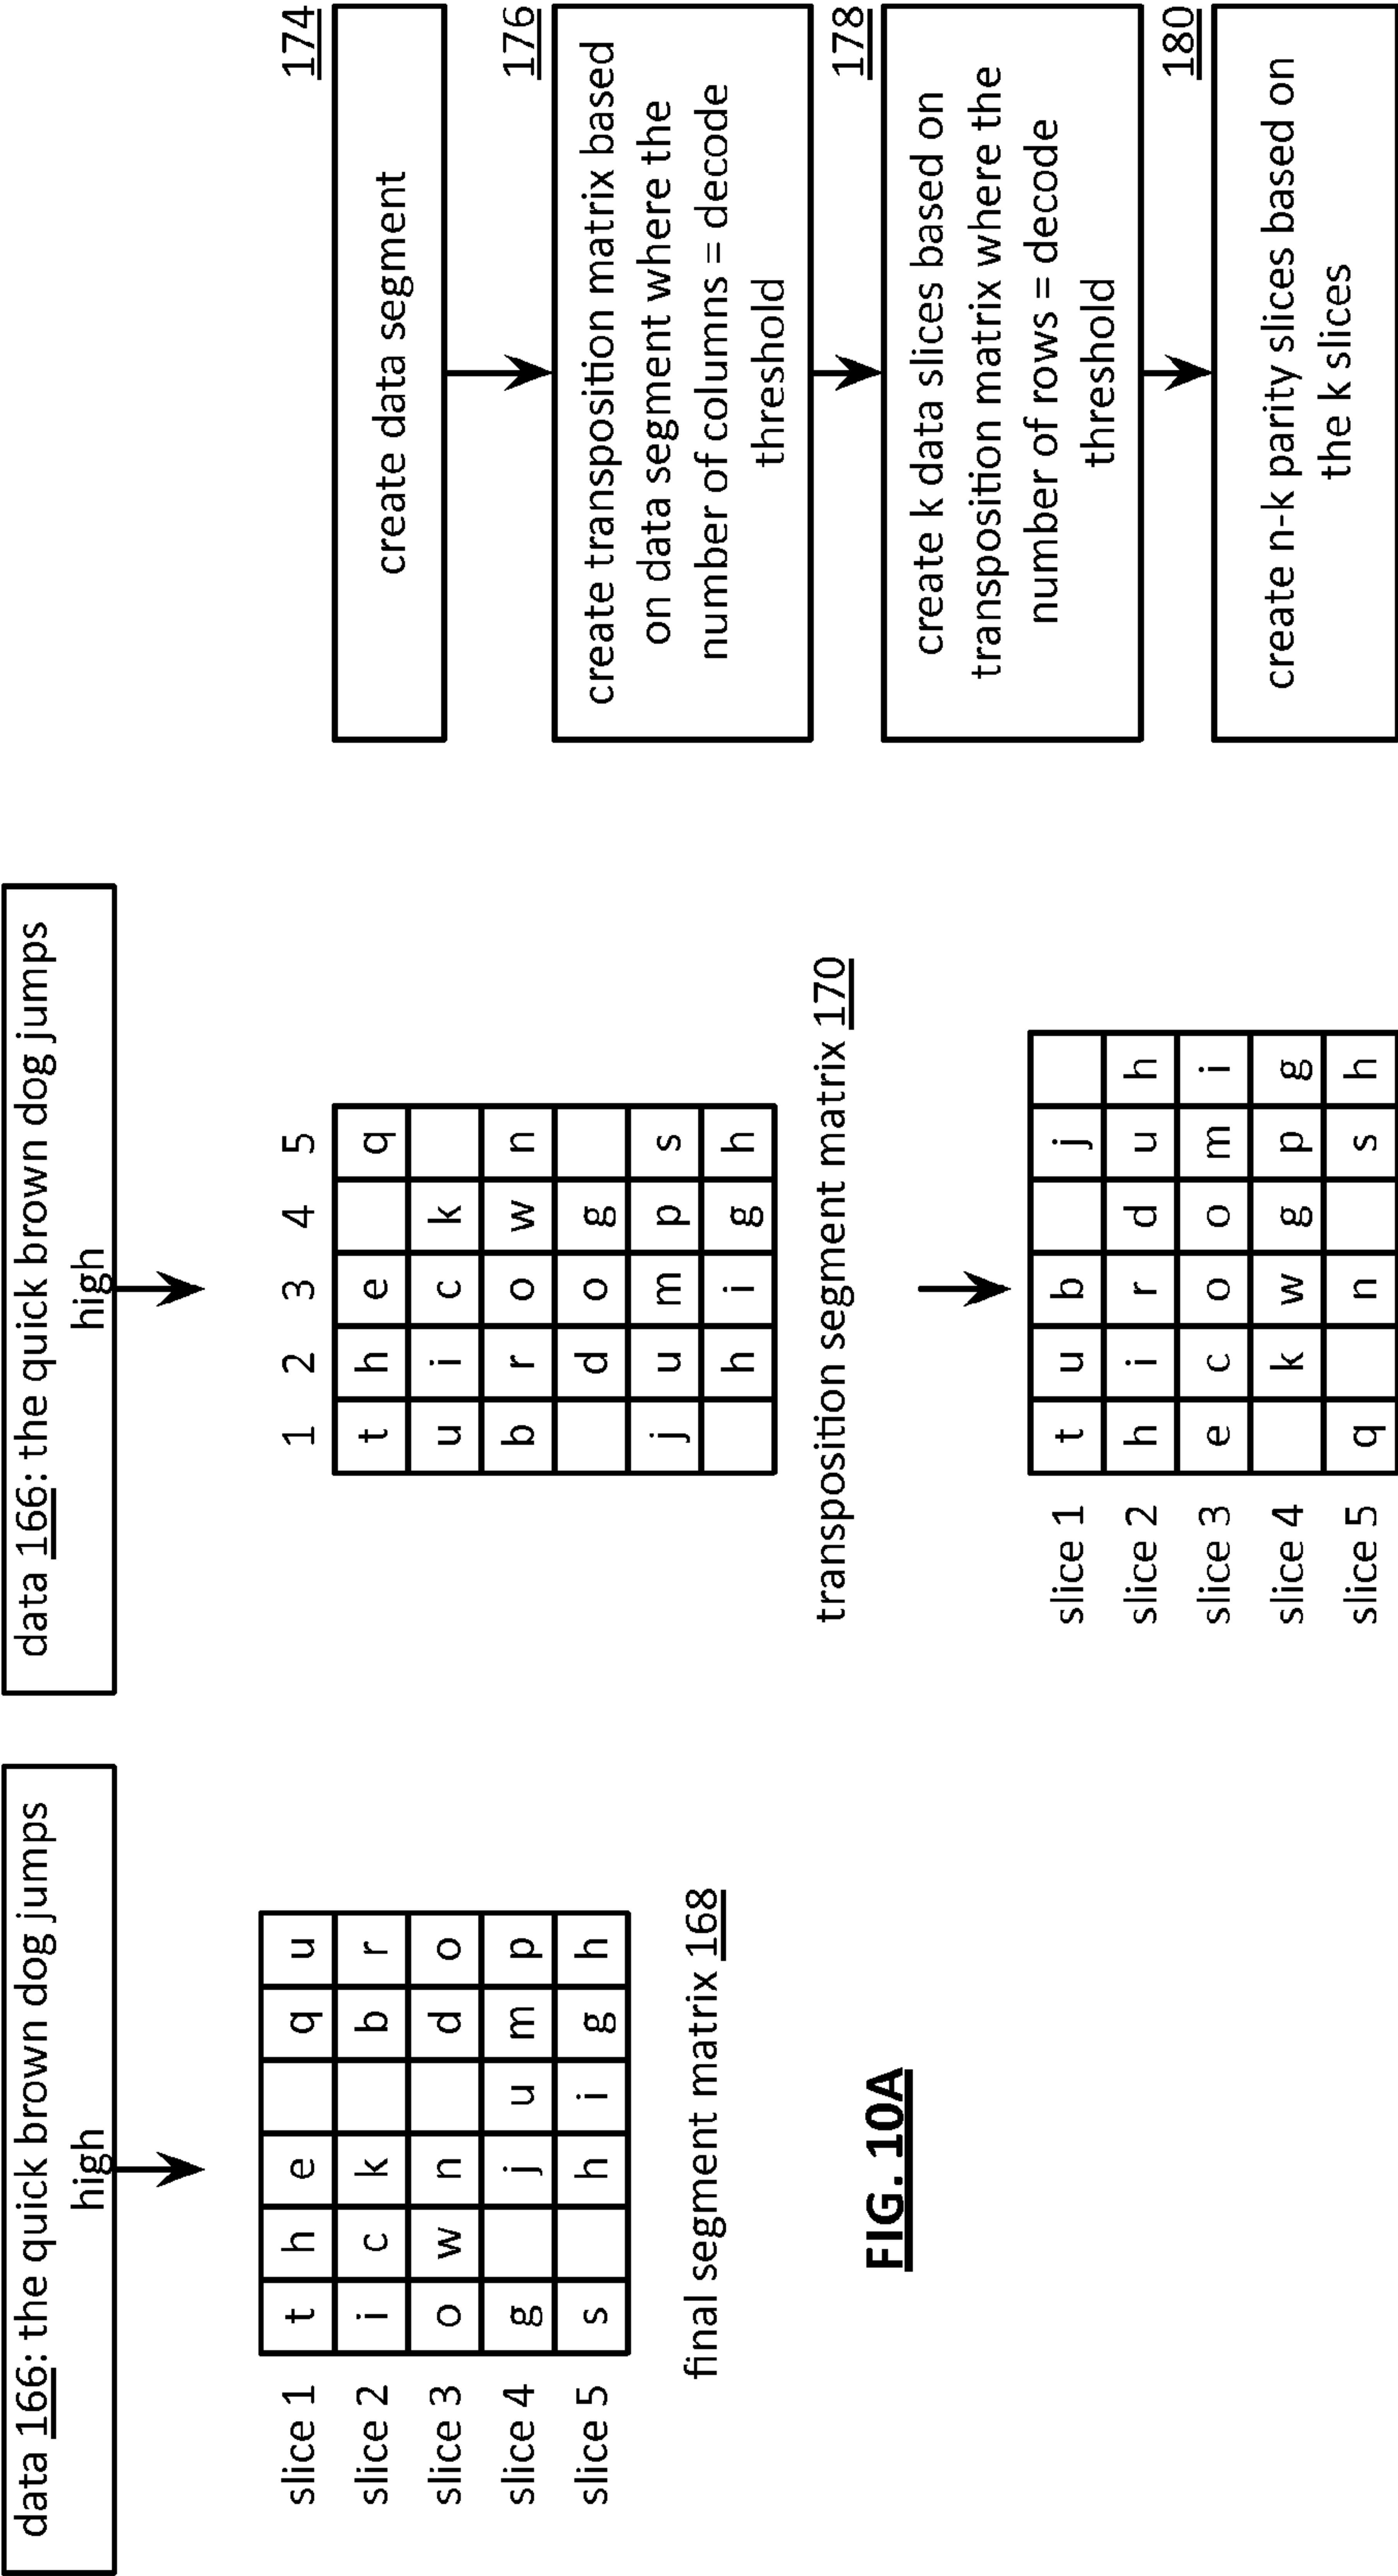 data 166: the quick brown dog jumps
high
slice 1 t h e q u
slice 2 i c k b r
slice 3 o w n d o
slice 4 g j u m p
slice 5 s h i g h
final segment matrix 168
FIG. 10A
data 166: the quick brown dog jumps
high
1 2 3 4 5
t h e q
u i c k
b r o w n
d o g
j u m p s
h i g h
transposition segment matrix 170
slice 1 t u b j
slice 2 h i r d u h
slice 3 e c o o m i
slice 4 k w g p g
slice 5 q n s h
174
create data segment
176
create transposition matrix based
on data segment where the
number of columns = decode
threshold
178
create k data slices based on
transposition matrix where the
number of rows = decode
threshold
180
create n-k parity slices based on
the k slices